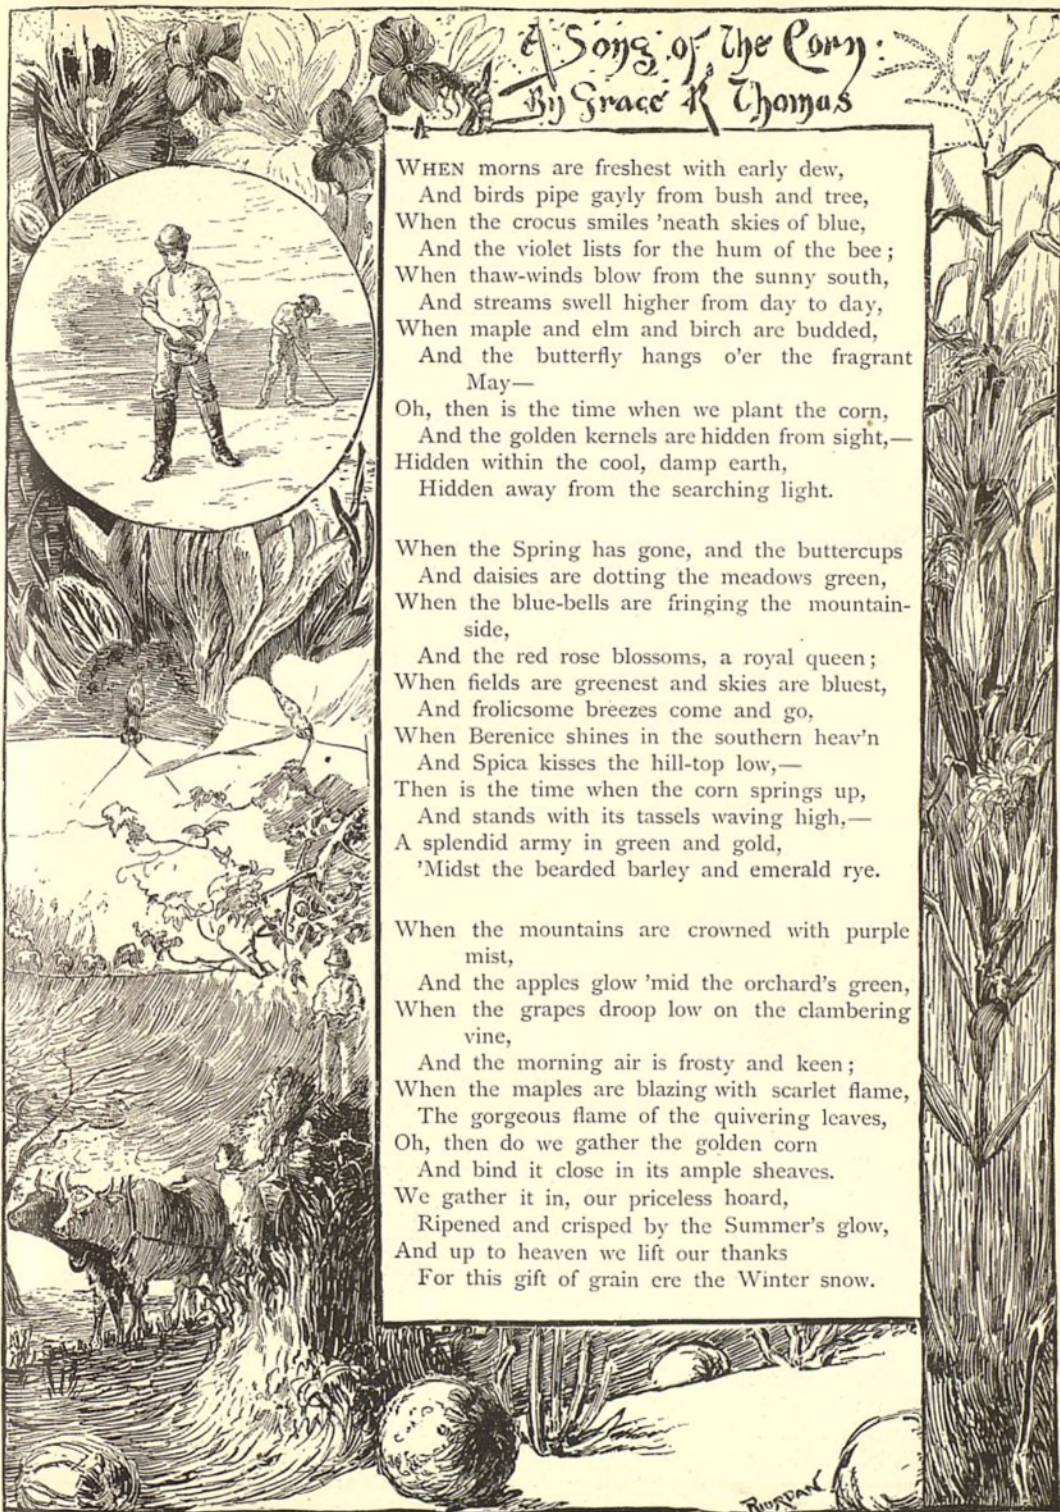 A Song of the Corn:
By Grace R Thomas
WHEN morns are freshest with early dew,
And birds pipe gayly from bush and tree,
When the crocus smiles 'neath skies of blue,
And the violet lists for the hum of the bee;
When thaw-winds blow from the sunny south,
And streams swell higher from day to day,
When maple and elm and birch are budded,
And the butterfly hangs o'er the fragrant
May—
Oh, then is the time when we plant the corn,
And the golden kernels are hidden from sight,—
Hidden within the cool, damp earth,
Hidden away from the searching light.
When the Spring has gone, and the buttercups
And daisies are dotting the meadows green,
When the blue-bells are fringing the mountain-
side,
And the red rose blossoms, a royal queen;
When fields are greenest and skies are bluest,
And frolicsome breezes come and go,
When Berenice shines in the southern heav'n
And Spica kisses the hill-top low,—
Then is the time when the corn springs up,
And stands with its tassels waving high,—
A splendid army in green and gold,
'Midst the bearded barley and emerald rye.
When the mountains are crowned with purple
mist,
And the apples glow 'mid the orchard's green,
When the grapes droop low on the clambering
vine,
And the morning air is frosty and keen;
When the maples are blazing with scarlet flame,
The gorgeous flame of the quivering leaves,
Oh, then do we gather the golden corn
And bind it close in its ample sheaves.
We gather it in, our priceless hoard,
Ripened and crisped by the Summer's glow,
And up to heaven we lift our thanks
For this gift of grain ere the Winter snow.
RIORDAN